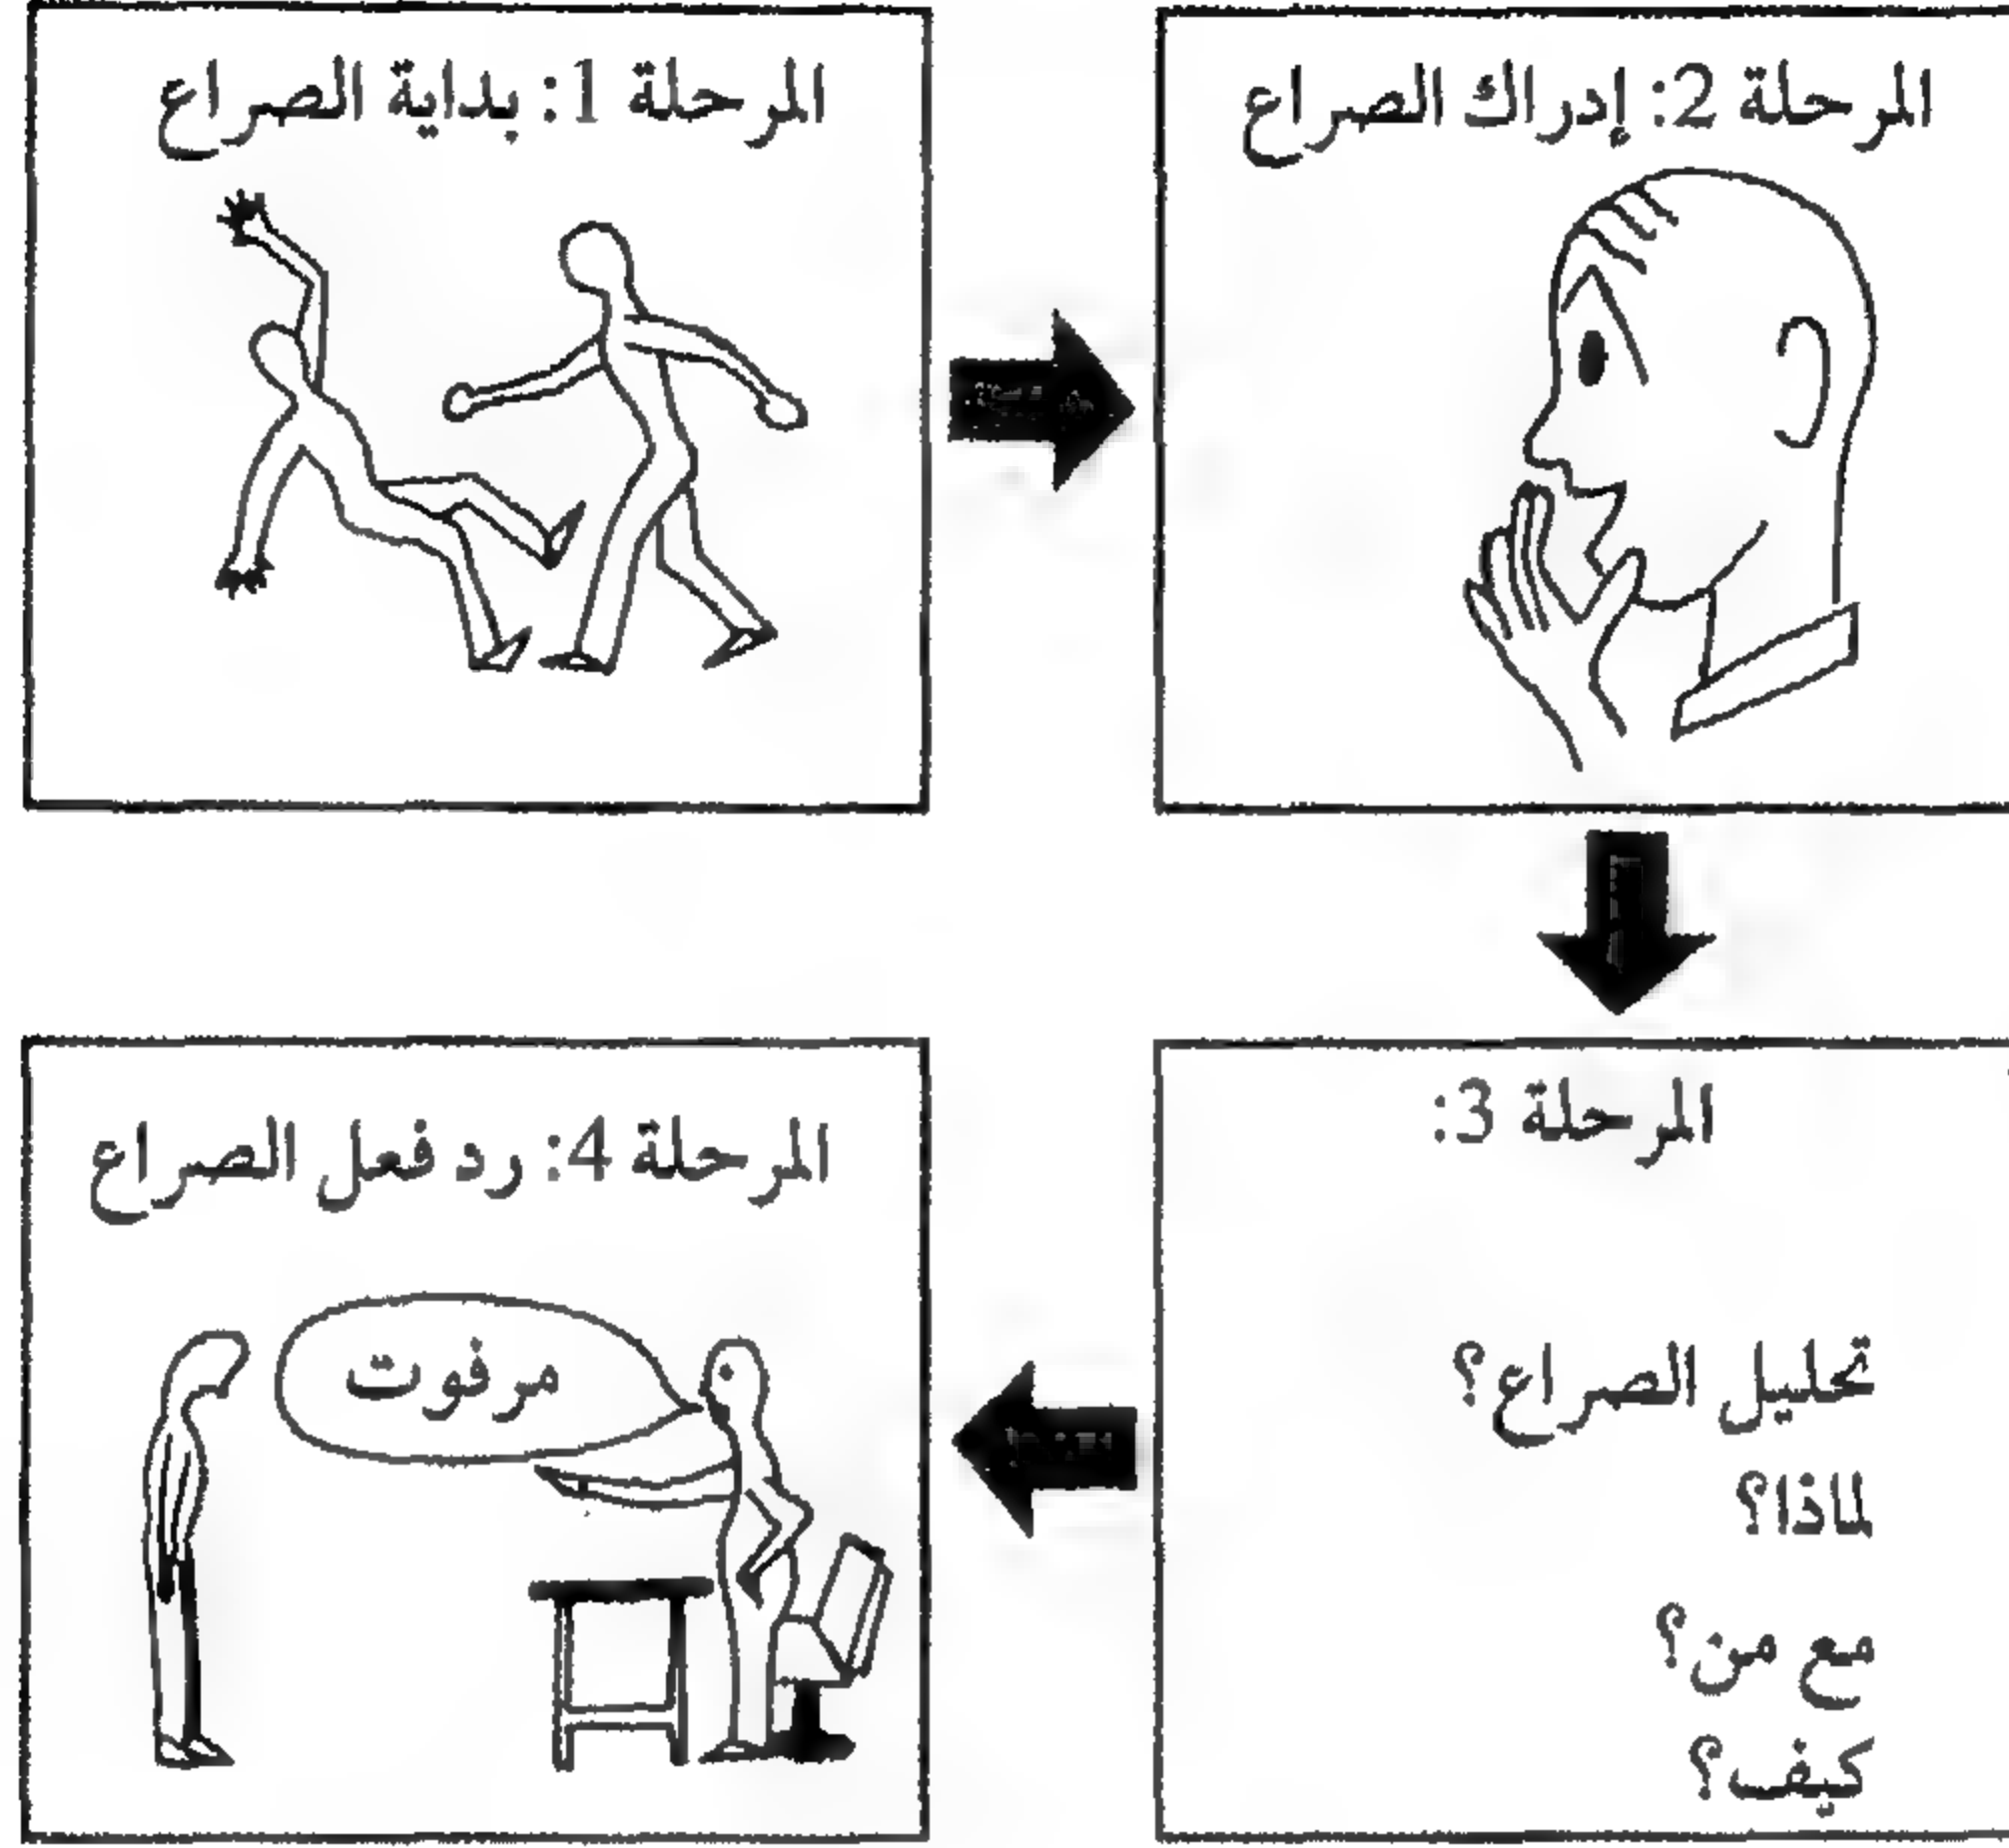 المرحلة 1: بداية الصراع
المرحلة 2: إدراك الصراع
المرحلة 3:
تحليل الصراع؟
لماذا؟
مع من؟
كيف؟
المرحلة 4: رد فعل الصراع
مرفوت